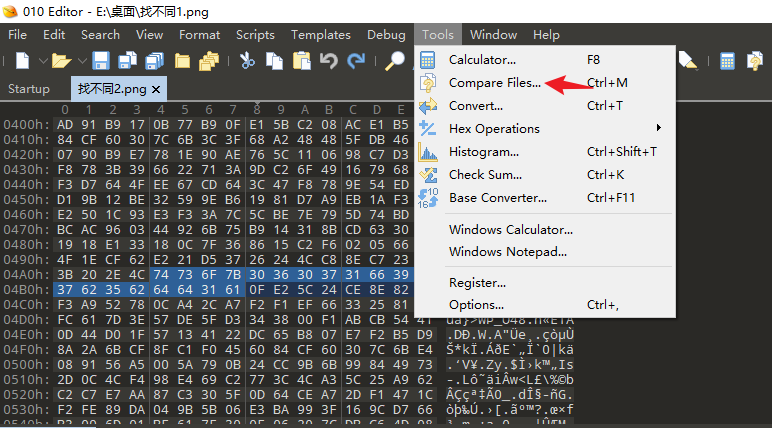 010 Editor - E:\桌面\找不同1.png
File Edit Search View Format Scripts Templates Debug Tools Window Help
Startup 找不同2.png ×
Calculator... F8
Compare Files... Ctrl+M
Convert... Ctrl+T
Hex Operations
Histogram... Ctrl+Shift+T
Check Sum... Ctrl+K
Base Converter... Ctrl+F11
Windows Calculator...
Windows Notepad...
Register...
Options... Ctrl+,
0 1 2 3 4 5 6 7 8 9 A B C D E
0400h: AD 91 B9 17 0B 77 B9 0F E1 5B C2 08 AC E1 B5
0410h: 84 CF 60 30 7C 6B 3C 3F 68 A2 48 48 5F DB 46
0420h: 07 90 B9 E7 78 1E 90 AE 76 5C 11 06 98 C7 D3
0430h: F8 78 3B 39 66 22 71 3A 9D C2 6F 49 16 79 68
0440h: F3 D7 64 4F EE 67 CD 64 3C 47 F8 78 9E 54 ED
0450h: D1 9B 12 BE 32 59 9E B6 19 81 D7 A9 EB 1A F3
0460h: E2 50 1C 93 E3 F3 3A 7C 5C BE 7E 79 5D 74 BD
0470h: BC AC 96 03 44 92 6B 75 B9 14 31 8B CD 63 30
0480h: 19 18 E1 33 18 0C 7F 36 86 15 C2 F6 02 05 66
0490h: 4F 1E CF 62 E2 21 D5 37 26 24 4C C8 8E C7 23
04A0h: 3B 20 2E 4C 74 73 6F 7B 30 36 30 37 31 66 39
04B0h: 37 62 35 62 64 64 31 61 0F E2 5C 24 CE 8E 82
04C0h: F3 A9 52 78 0C A4 2C A7 F2 F1 EF 66 33 25 81
04D0h: FC 61 7D 3E 57 DE 5F D3 34 38 00 F1 AB CB 54 41
04E0h: 0D 44 D0 1F 57 13 41 22 DC 65 B8 07 E7 F2 B5 D9
04F0h: 8A 2A 6B CF 8F C1 F0 45 60 84 CF 60 30 7C 6B E4
0500h: 08 91 56 A5 00 5A 79 0B 24 CC 9B 6B 99 84 49 73
0510h: 2D 0C 4C F4 98 E4 69 C2 77 3C 4C A3 5C 25 A9 62
0520h: C2 C7 E7 AA 87 C3 30 5F 0D 64 CA A7 2D F1 47 1C
0530h: F2 FE 89 DA 04 9B 5B 06 E3 BA 99 3F 16 9C D7 66